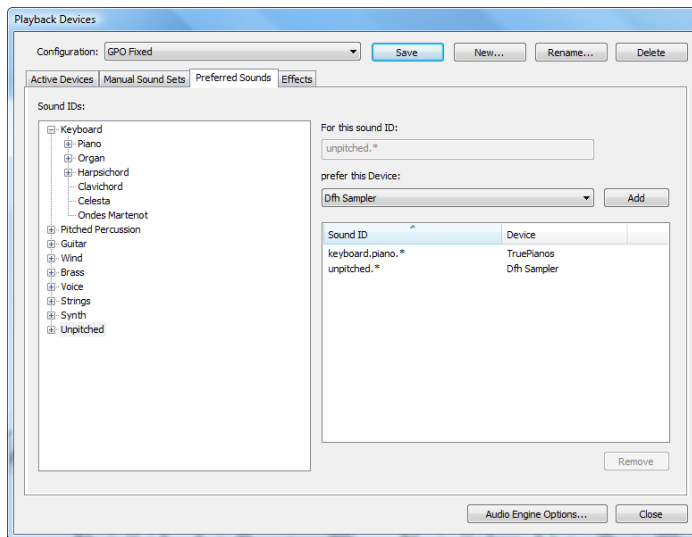 Playback Devices
Configuration: GPO Fixed Save New... Rename... Delete
Active Devices Manual Sound Sets Preferred Sounds Effects
Sound IDs:
Keyboard
Piano
Organ
Harpsichord
Clavichord
Celesta
Ondes Martenot
Pitched Percussion
Guitar
Wind
Brass
Voice
Strings
Synth
Unpitched
For this sound ID:
unpitched.*
prefer this Device:
Dfh Sampler Add
Sound ID Device
keyboard.piano.* TruePianos
unpitched.* Dfh Sampler
Remove
Audio Engine Options... Close